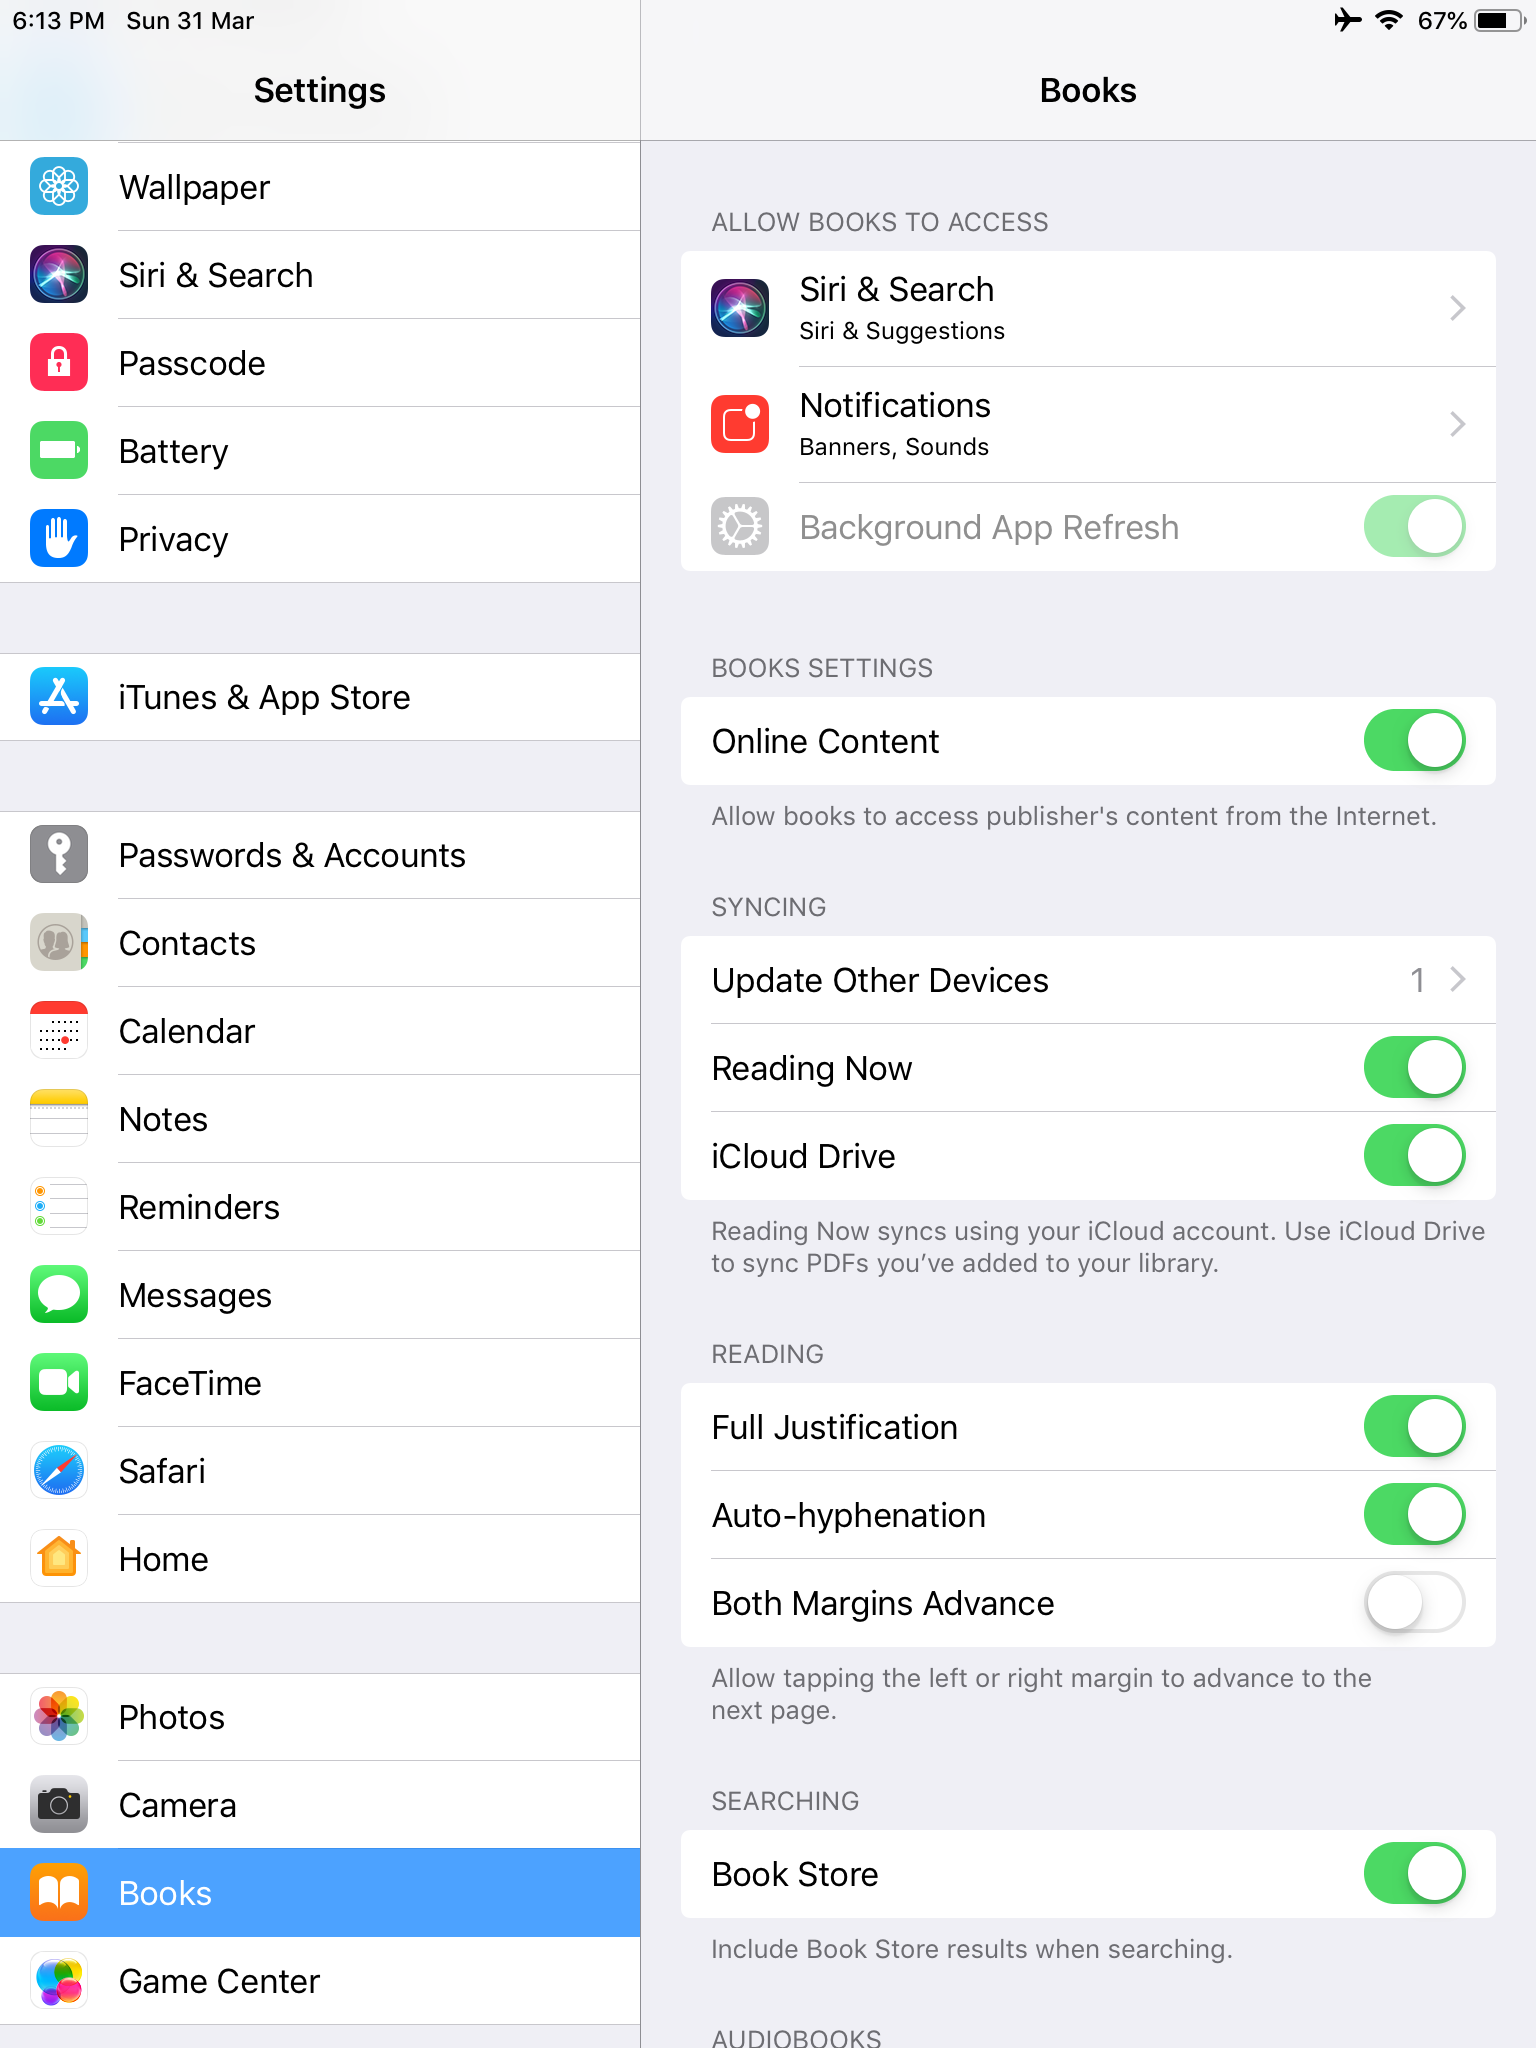 6:13 PM Sun 31 Mar
67%
Settings
Wallpaper
Siri & Search
Passcode
Battery
Privacy
iTunes & App Store
Passwords & Accounts
Contacts
Calendar
Notes
Reminders
Messages
FaceTime
Safari
Home
Photos
Camera
Books
Game Center
Books
ALLOW BOOKS TO ACCESS
Siri & Search
Siri & Suggestions
Notifications
Banners, Sounds
Background App Refresh
BOOKS SETTINGS
Online Content
Allow books to access publisher's content from the Internet.
SYNCING
Update Other Devices 1
Reading Now
iCloud Drive
Reading Now syncs using your iCloud account. Use iCloud Drive
to sync PDFs you’ve added to your library.
READING
Full Justification
Auto-hyphenation
Both Margins Advance
Allow tapping the left or right margin to advance to the
next page.
SEARCHING
Book Store
Include Book Store results when searching.
AUDIOBOOKS